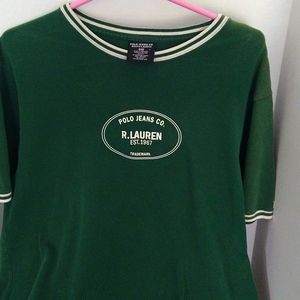 POLO JEANS CO.
R.LAUREN
EST.1967
TRADEMARK